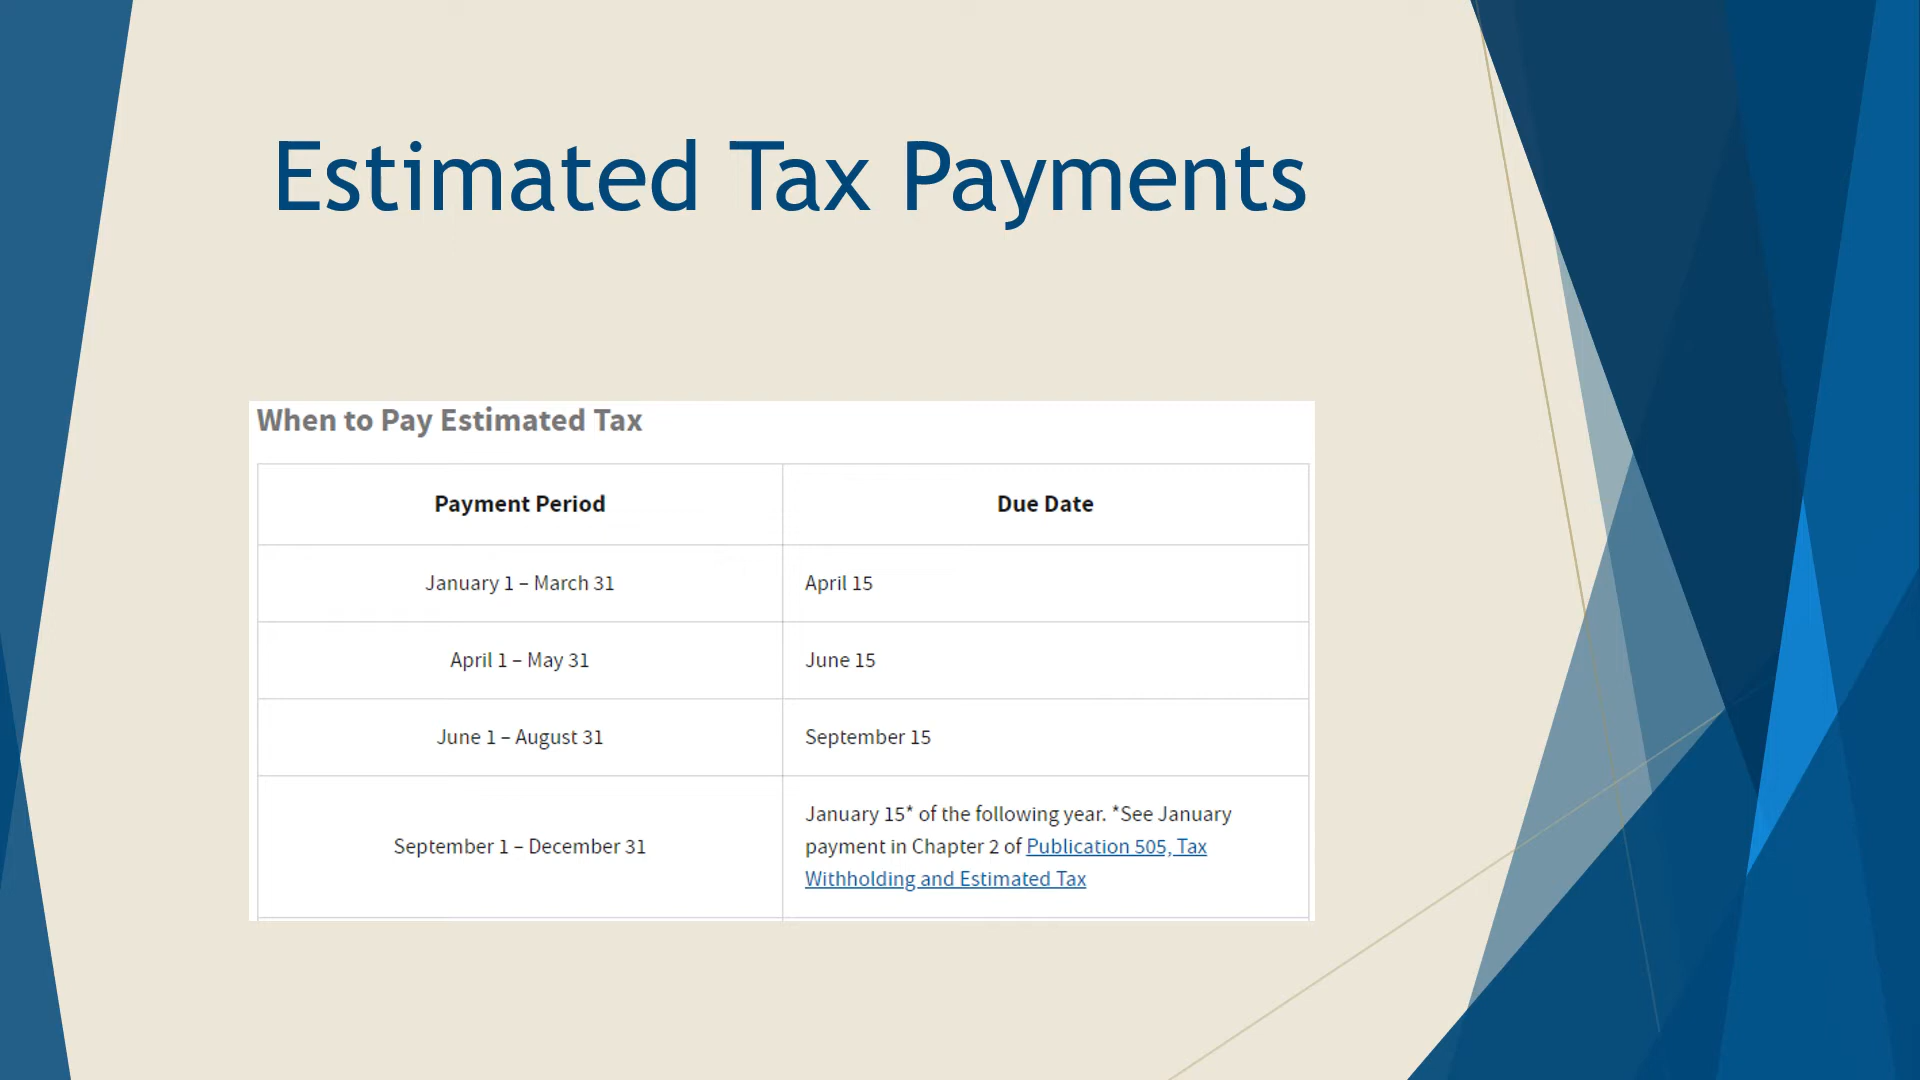 Estimated Tax Payments
When to Pay Estimated Tax
Payment Period
Due Date
January 1 – March 31
April 15
April 1 – May 31
June 15
June 1 – August 31
September 15
September 1 – December 31
January 15* of the following year. *See January
payment in Chapter 2 of Publication 505, Tax
Withholding and Estimated Tax